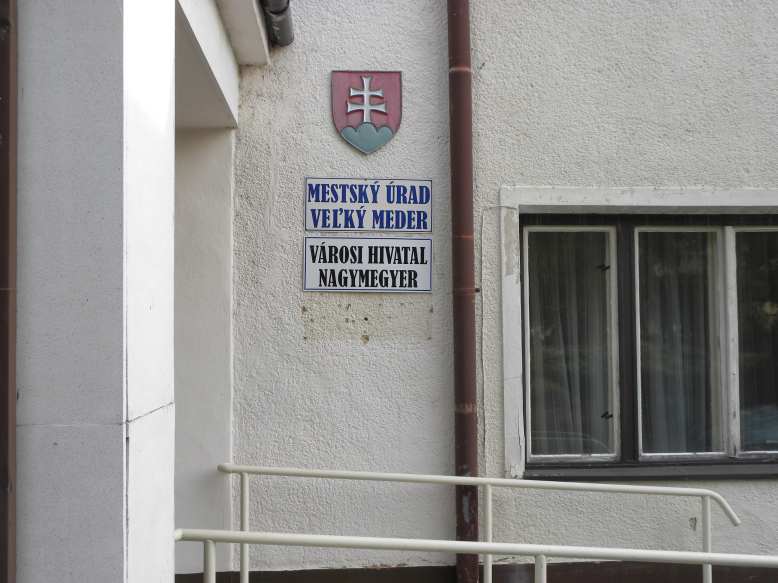 MESTSKÝ ÚRAD
VEĽKÝ MEDER
VÁROSI HIVATAL
NAGYMEGYER